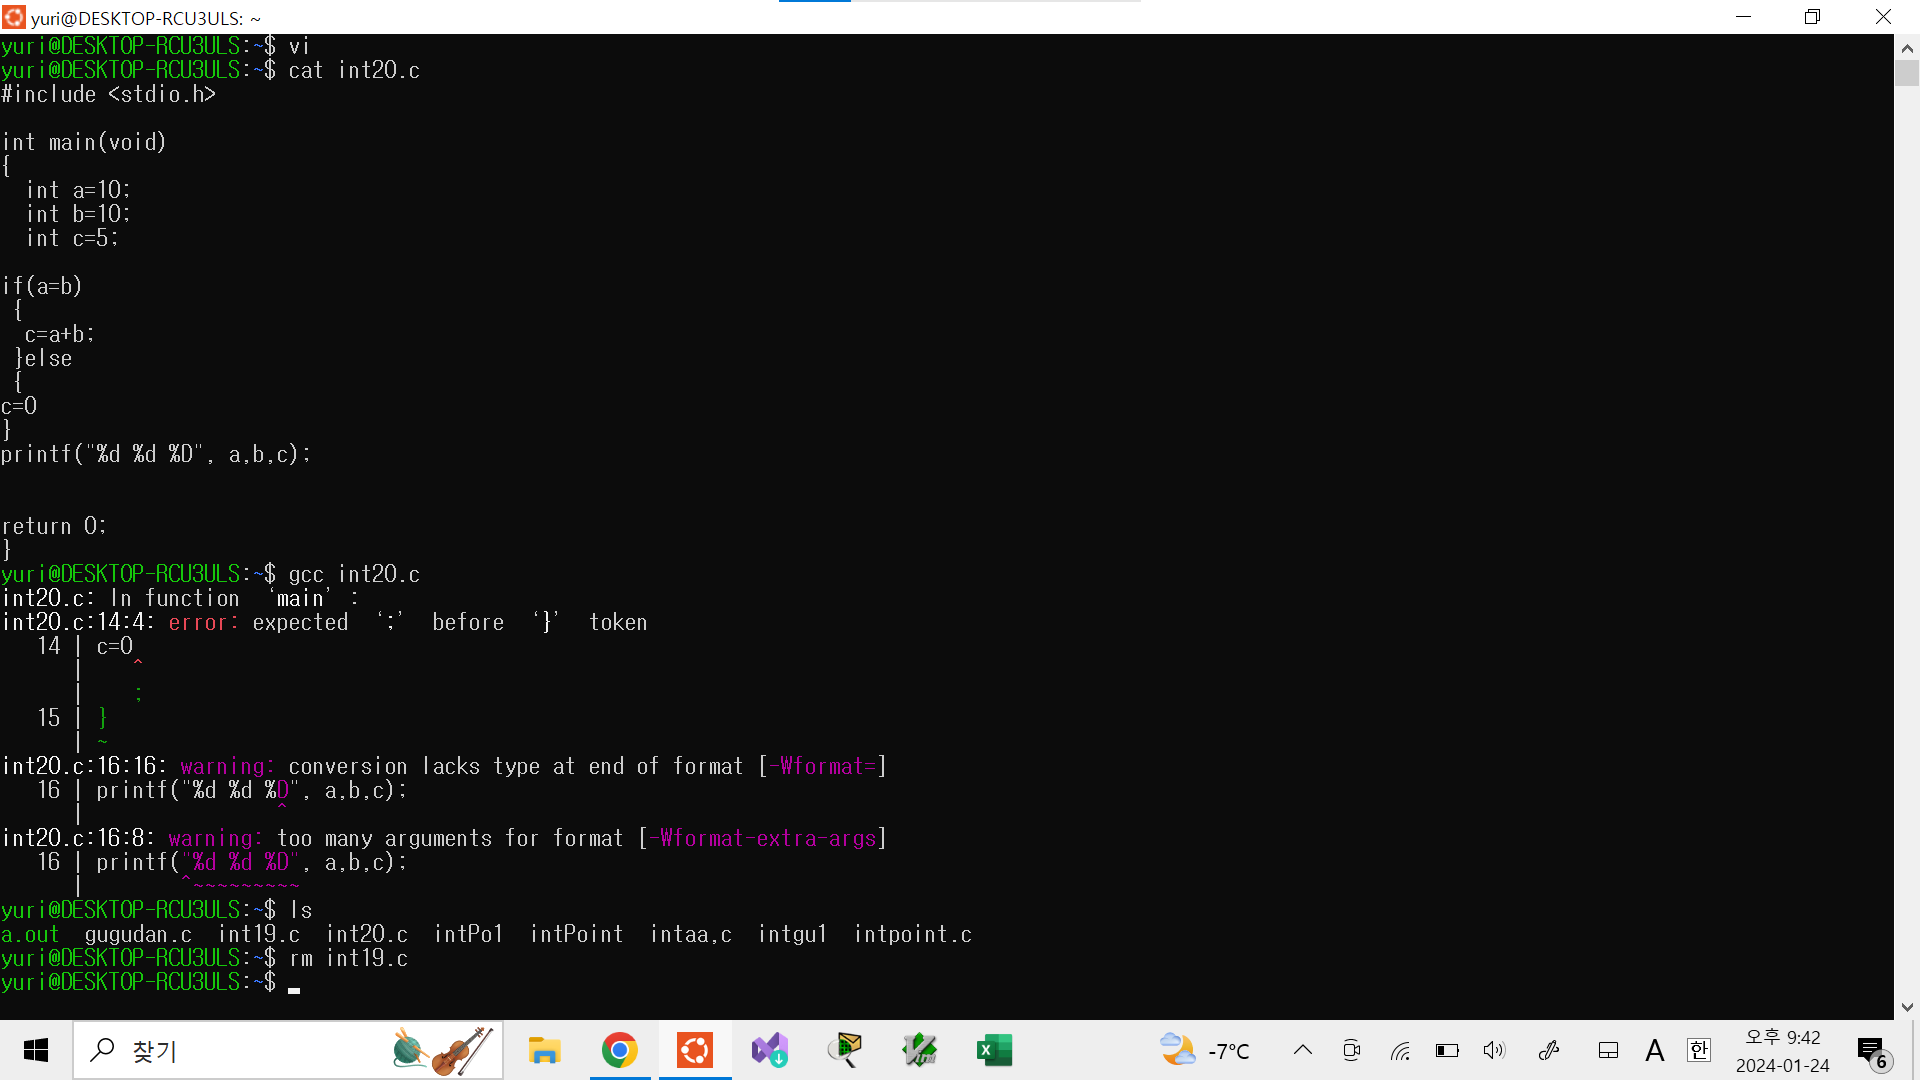 yuri@DESKTOP-RCU3ULS: ~
yuri@DESKTOP-RCU3ULS:~$ vi
yuri@DESKTOP-RCU3ULS:~$ cat int20.c
#include <stdio.h>
int main(void)
{
int a=10;
int b=10;
int c=5;
if(a=b)
{
c=a+b;
}else
{
c=0
}
printf("%d %d %D", a,b,c);
return 0;
}
yuri@DESKTOP-RCU3ULS:~$ gcc int20.c
int20.c: In function ‘main’:
int20.c:14:4: error: expected ‘;’ before ‘}’ token
14 | c=0
| ^
| ;
15 | }
| ~
int20.c:16:16: warning: conversion lacks type at end of format [-Wformat=]
16 | printf("%d %d %D", a,b,c);
| ^
int20.c:16:8: warning: too many arguments for format [-Wformat-extra-args]
16 | printf("%d %d %D", a,b,c);
| ^~~~~~~~~~
yuri@DESKTOP-RCU3ULS:~$ ls
a.out gugudan.c int19.c int20.c intPo1 intPoint intaa,c intgu1 intpoint.c
yuri@DESKTOP-RCU3ULS:~$ rm int19.c
yuri@DESKTOP-RCU3ULS:~$
찾기
-7°C
A
한
오후 9:42
2024-01-24
6